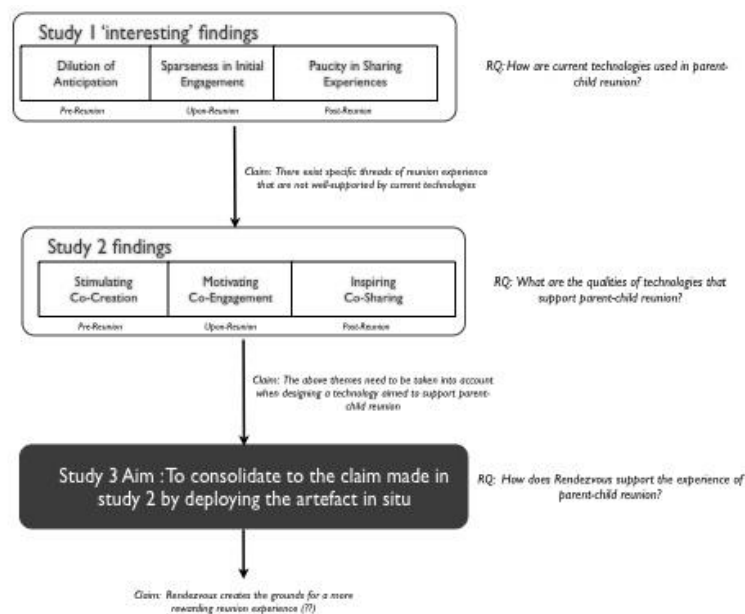 Study 1 'interesting' findings
Dilution of
Anticipation
Sparseness in Initial
Engagement
Paucity in Sharing
Experiences
Pre-Reunion
Upon-Reunion
Post-Reunion
RQ: How are current technologies used in parent-
child reunion?
Claim: There exist specific threads of reunion experience
that are not well-supported by current technologies
Study 2 findings
Stimulating
Co-Creation
Motivating
Co-Engagement
Inspiring
Co-Sharing
Pre-Reunion
Upon-Reunion
Post-Reunion
RQ: What are the qualities of technologies that
support parent-child reunion?
Claim: The above themes need to be taken into account
when designing a technology aimed to support parent-
child reunion
Study 3 Aim : To consolidate to the claim made in
study 2 by deploying the artefact in situ
RQ: How does Rendezvous support the experience of
parent-child reunion?
Claim: Rendezvous creates the grounds for a more
rewarding reunion experience (??)